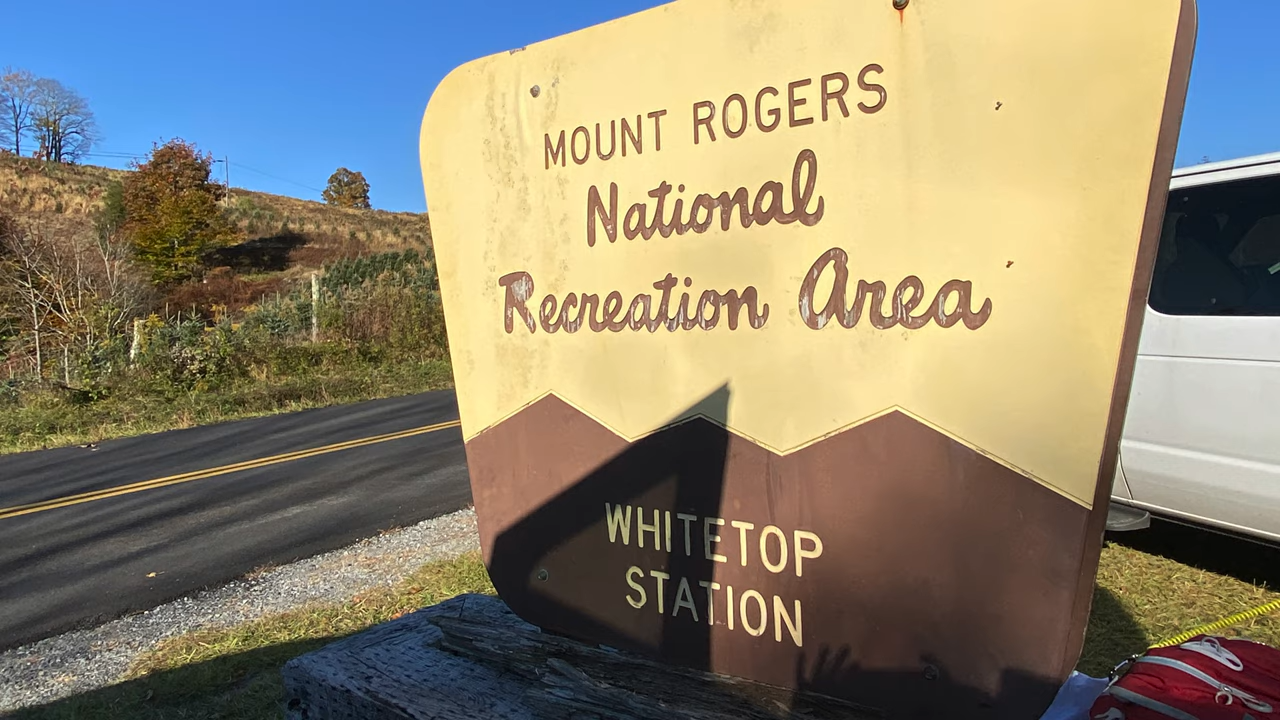 MOUNT ROGERS
National
Recreation Area
WHITETOP
STATION